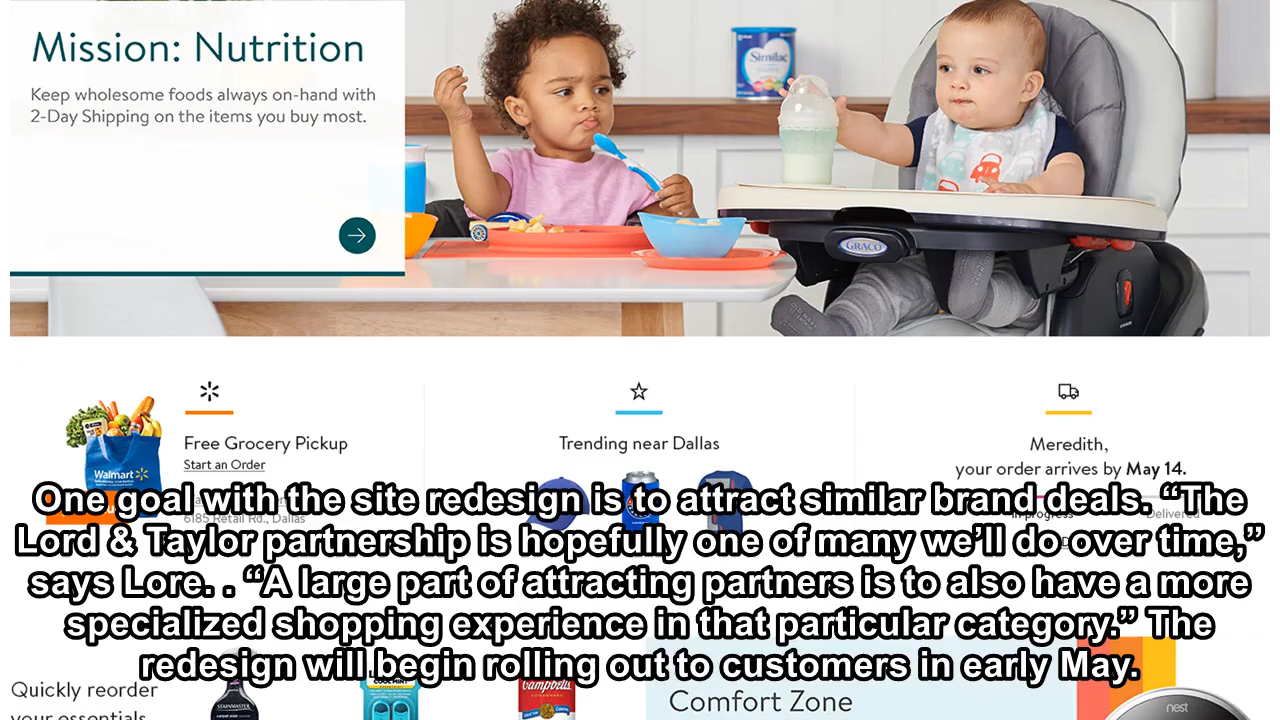 Mission: Nutrition
Keep wholesome foods always on-hand with
2-Day Shipping on the items you buy most.
Similac
GRACO
Free Grocery Pickup
Start an Order
Walmart
6185 Retail Rd., Dallas
Trending near Dallas
Meredith,
your order arrives by May 14.
In progress
Delivered
One goal with the site redesign is to attract similar brand deals. “The
Lord & Taylor partnership is hopefully one of many we’ll do over time,”
says Lore. . “A large part of attracting partners is to also have a more
specialized shopping experience in that particular category.” The
redesign will begin rolling out to customers in early May.
Quickly reorder
your essentials
STAINMASTER
COOL MINT
Campbell's
Comfort Zone
nest